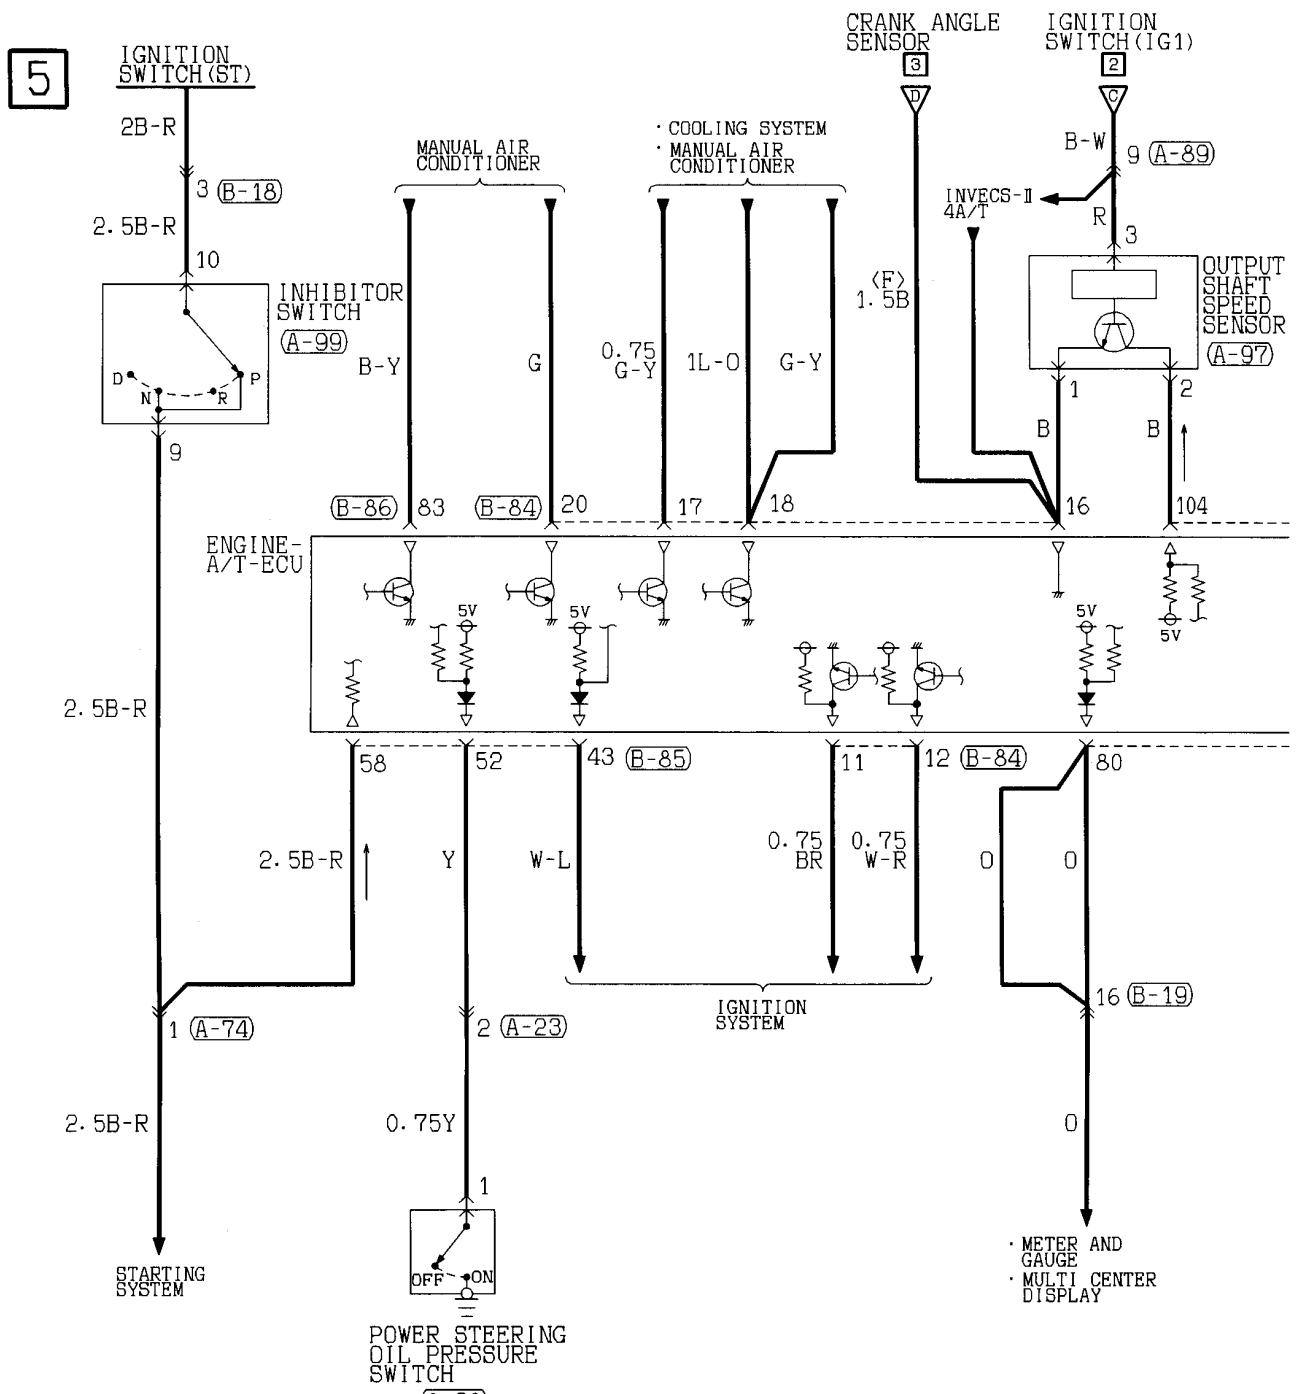 5
IGNITION
SWITCH(ST)
CRANK ANGLE
SENSOR
3
D
IGNITION
SWITCH(IG1)
2
C
2B-R
3 (B-18)
2.5B-R
10
MANUAL AIR
CONDITIONER
· COOLING SYSTEM
· MANUAL AIR
CONDITIONER
B-W
9 (A-89)
INVECS-II
4A/T
R
3
INHIBITOR
SWITCH
(A-99)
D
N
R
P
9
B-Y
G
0.75
G-Y
1L-O
G-Y
<F>
1.5B
OUTPUT
SHAFT
SPEED
SENSOR
(A-97)
1
2
B
B
(B-86) 83
(B-84) 20
17
18
16
104
ENGINE-
A/T-ECU
5V
5V
5V
5V
2.5B-R
58
52
43 (B-85)
11
12 (B-84)
80
2.5B-R
Y
W-L
0.75
BR
0.75
W-R
O
O
1 (A-74)
2 (A-23)
IGNITION
SYSTEM
16 (B-19)
2.5B-R
0.75Y
O
1
OFF
ON
STARTING
SYSTEM
POWER STEERING
OIL PRESSURE
SWITCH
· METER AND
GAUGE
· MULTI CENTER
DISPLAY